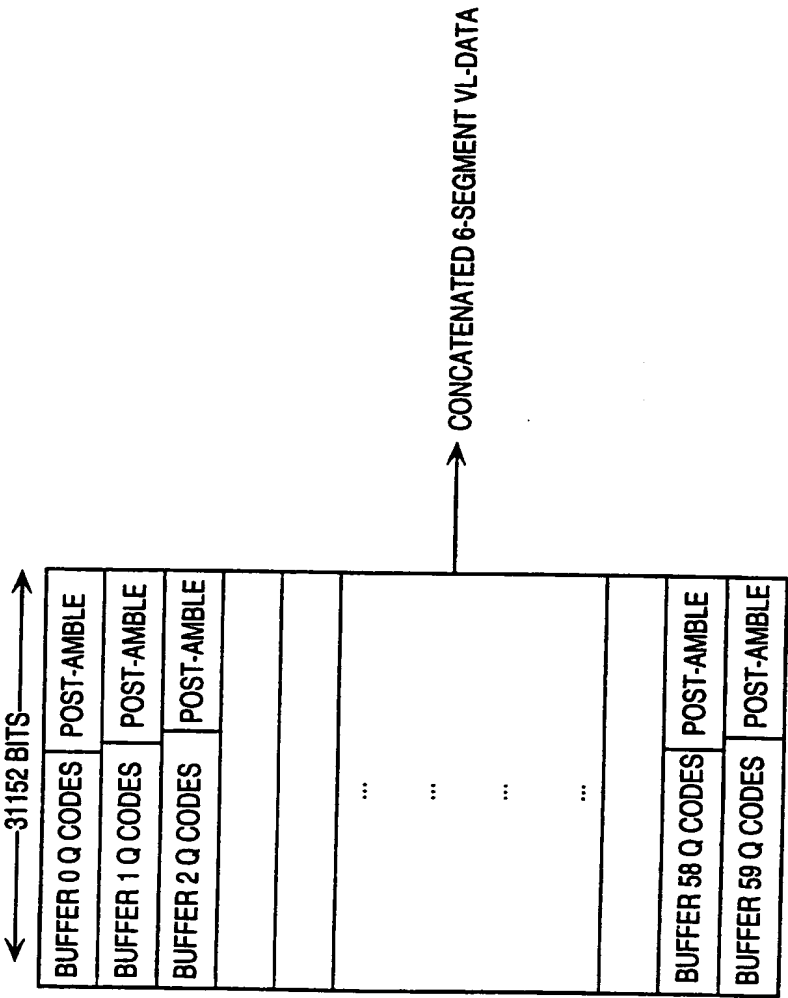 31152 BITS
BUFFER 0 Q CODES POST-AMBLE
BUFFER 1 Q CODES POST-AMBLE
BUFFER 2 Q CODES POST-AMBLE
...
...
...
...
BUFFER 58 Q CODES POST-AMBLE
BUFFER 59 Q CODES POST-AMBLE
CONCATENATED 6-SEGMENT VL-DATA